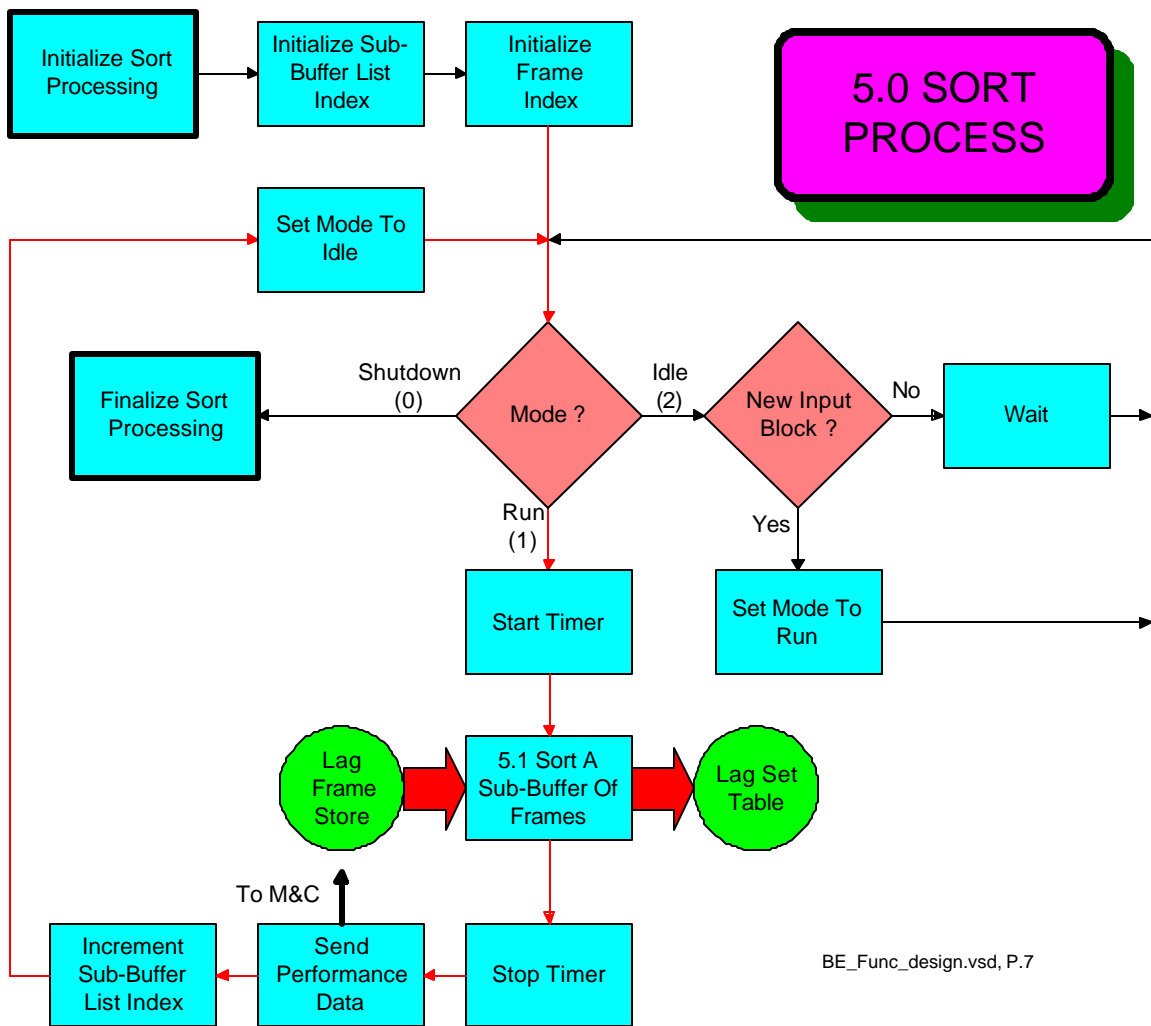 Initialize Sort
Processing
Initialize Sub-
Buffer List
Index
Initialize
Frame
Index
5.0 SORT
PROCESS
Set Mode To
Idle
Shutdown
(0)
Mode ?
Idle
(2)
New Input
Block ?
No
Wait
Finalize Sort
Processing
Run
(1)
Yes
Start Timer
Set Mode To
Run
Lag
Frame
Store
5.1 Sort A
Sub-Buffer Of
Frames
Lag Set
Table
To M&C
Increment
Sub-Buffer
List Index
Send
Performance
Data
Stop Timer
BE_Func_design.vsd, P.7